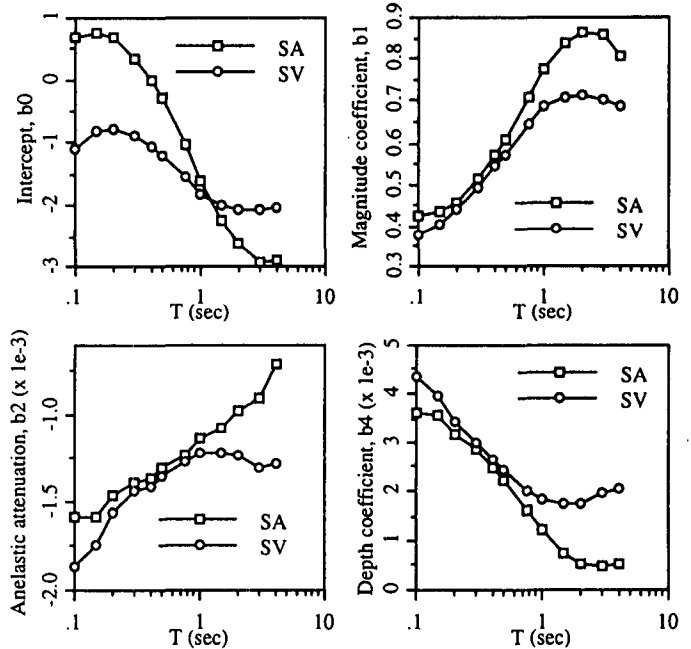 Intercept, b0
1
0
-1
-2
-3
SA
SV
.1
1
10
T (sec)
Magnitude coefficient, b1
0.9
0.8
0.7
0.6
0.5
0.4
0.3
SA
SV
.1
1
10
T (sec)
Anelastic attenuation, b2 (x 1e-3)
-1.0
-1.5
-2.0
SA
SV
.1
1
10
T (sec)
Depth coefficient, b4 (x 1e-3)
5
4
3
2
1
0
SA
SV
.1
1
10
T (sec)